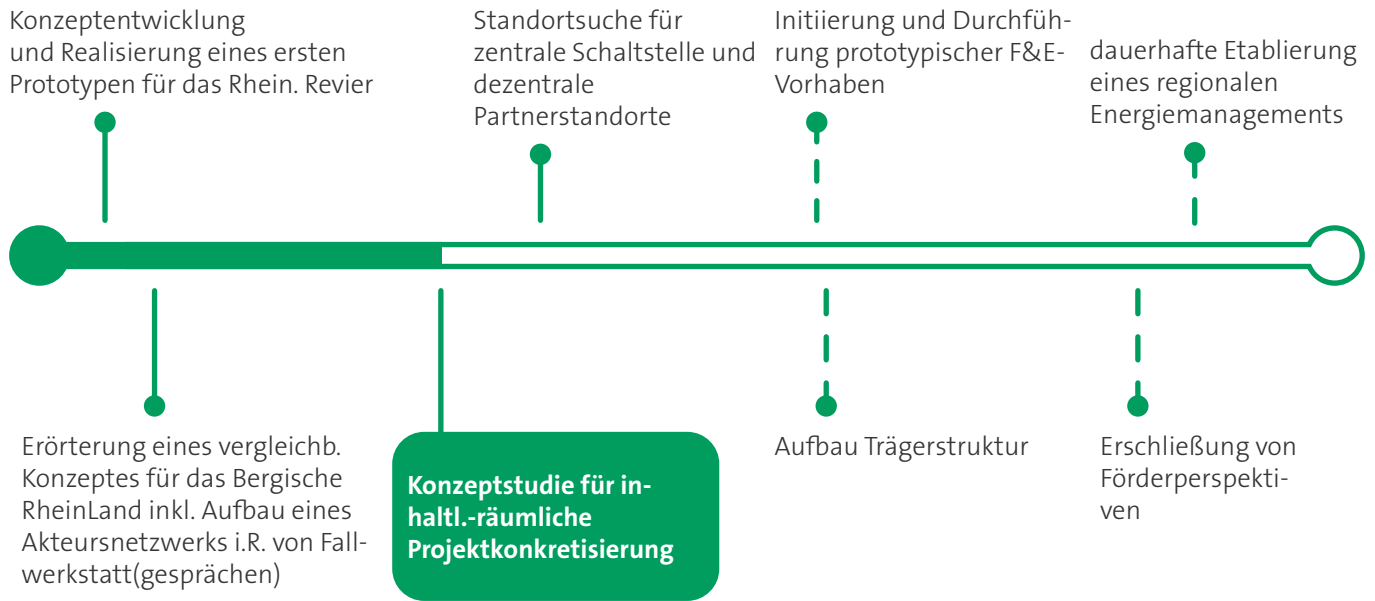 Konzeptentwicklung
und Realisierung eines ersten
Prototypen für das Rhein. Revier
Standortsuche für
zentrale Schaltstelle und
dezentrale
Partnerstandorte
Initiierung und Durchfüh-
rung prototypischer F&E-
Vorhaben
dauerhafte Etablierung
eines regionalen
Energiemanagements
Erörterung eines vergleichb.
Konzeptes für das Bergische
RheinLand inkl. Aufbau eines
Akteursnetzwerks i.R. von Fall-
werkstatt(gesprächen)
Konzeptstudie für in-
haltl.-räumliche
Projektkonkretisierung
Aufbau Trägerstruktur
Erschließung von
Förderperspekti-
ven